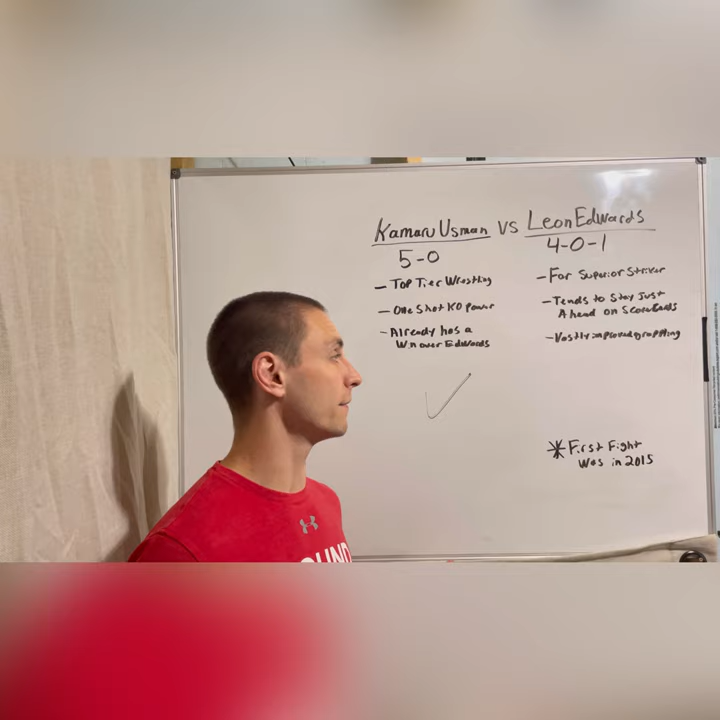 Kamaru Usman vs Leon Edwards
5-0
4-0-1
- Top Tier Wrestling
- One Shot KO Power
- Already has a
Win over Edwards
- Far Superior Striker
- Tends to Stay Just
Ahead on Scorecards
- Vastly improved grappling
* First Fight
Was in 2015
OUND